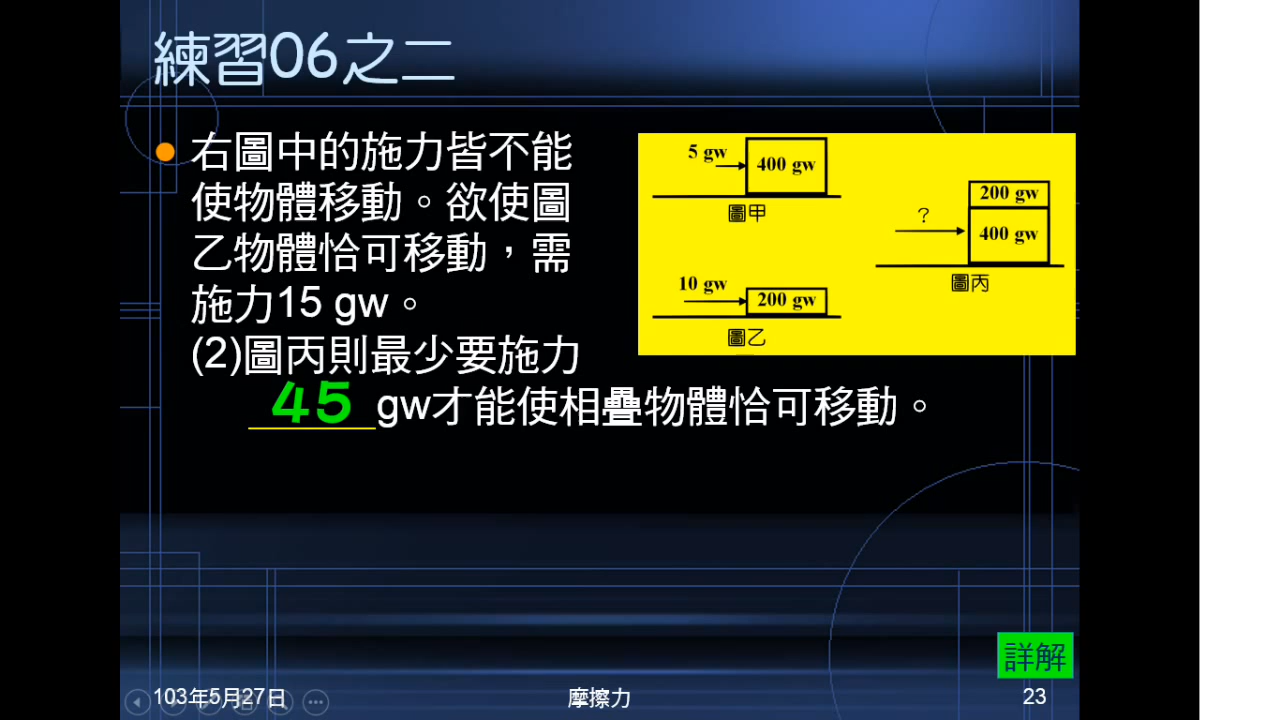 練習06之二
右圖中的施力皆不能
使物體移動。欲使圖
乙物體恰可移動，需
施力15 gw。
(2)圖丙則最少要施力
45 gw才能使相疊物體恰可移動。
5 gw
400 gw
圖甲
10 gw
200 gw
圖乙
?
200 gw
400 gw
圖丙
詳解
103年5月27日
摩擦力
23